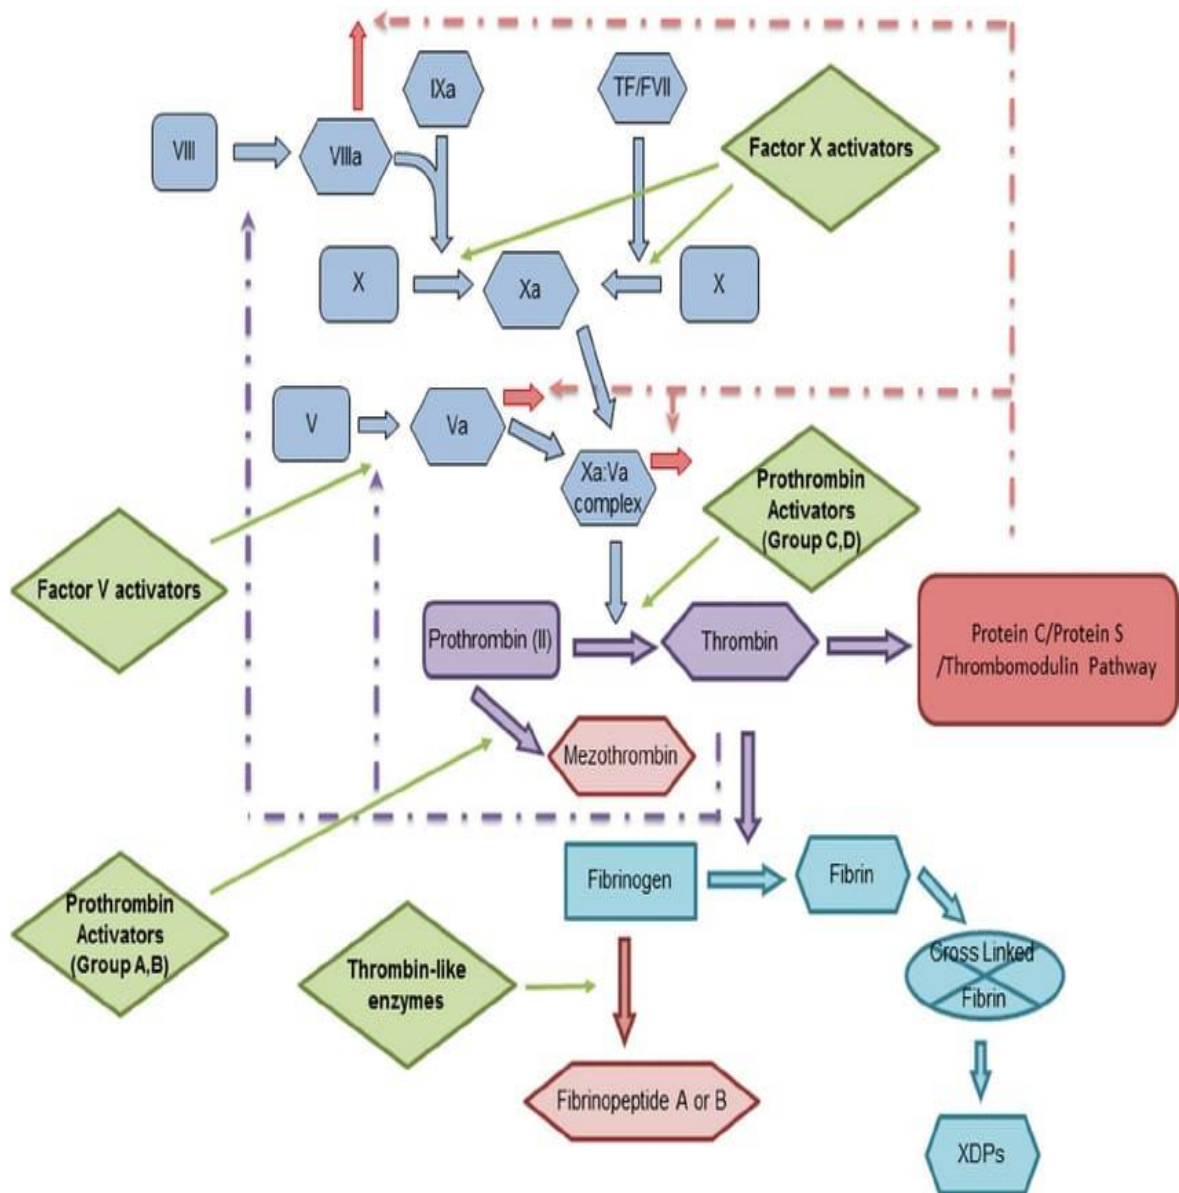 IXa
TF/FVII
VIII
VIIIa
Factor X activators
X
Xa
X
V
Va
Xa:Va
complex
Prothrombin
Activators
(Group C,D)
Factor V activators
Prothrombin (II)
Thrombin
Protein C/Protein S
/Thrombomodulin Pathway
Mezothrombin
Fibrinogen
Fibrin
Prothrombin
Activators
(Group A,B)
Thrombin-like
enzymes
Cross Linked
Fibrin
Fibrinopeptide A or B
XDPs